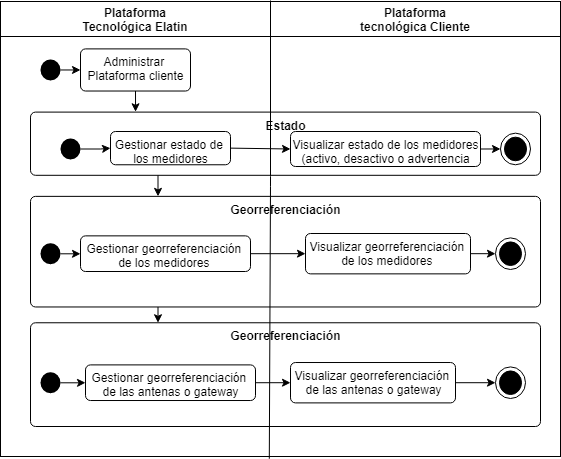 Plataforma
Tecnológica Elatin
Plataforma
tecnológica Cliente
Administrar
Plataforma cliente
Estado
Gestionar estado de
los medidores
Visualizar estado de los medidores
(activo, desactivo o advertencia
Georreferenciación
Gestionar georreferenciación
de los medidores
Visualizar georreferenciación
de los medidores
Georreferenciación
Gestionar georreferenciación
de las antenas o gateway
Visualizar georreferenciación
de las antenas o gateway